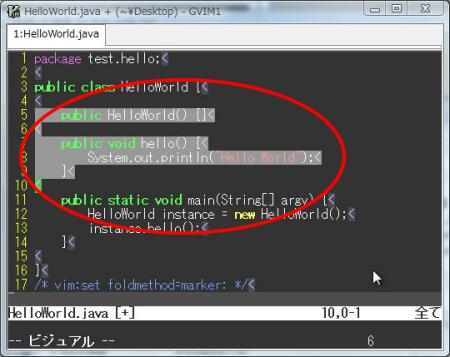 HelloWorld.java + (~¥Desktop) - GVIM1
1:HelloWorld.java
1 package test.hello;<
2 <
3 public class HelloWorld {<
4 <
5 public HelloWorld() {}<
6 <
7 public void hello() {<
8 System.out.println("Hello World");<
9 }<
10 <
11 public static void main(String[] argv) {<
12 HelloWorld instance = new HelloWorld();<
13 instance.hello();<
14 }<
15 <
16 }<
17 /* vim:set foldmethod=marker: */<
HelloWorld.java [+] 10,0-1 全て
-- ビジュアル -- 6